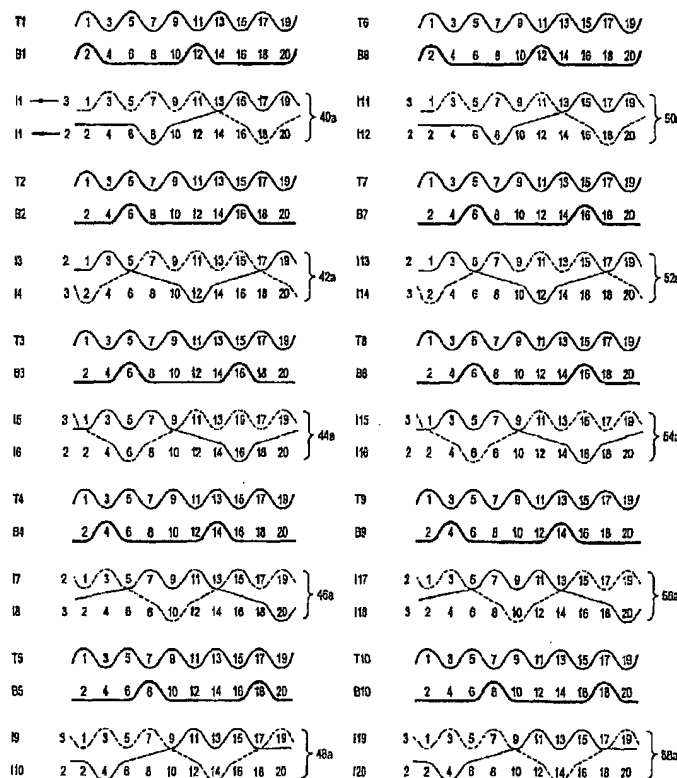 T1 1 3 5 7 9 11 13 15 17 19
B1 2 4 6 8 10 12 14 16 18 20
I1 3 1 3 5 7 9 11 13 15 17 19
I1 2 2 4 6 8 10 12 14 16 18 20
40a
T2 1 3 5 7 9 11 13 15 17 19
B2 2 4 6 8 10 12 14 16 18 20
I3 2 1 3 5 7 9 11 13 15 17 19
I4 3 2 4 6 8 10 12 14 16 18 20
42a
T3 1 3 5 7 9 11 13 15 17 19
B3 2 4 6 8 10 12 14 16 18 20
I5 3 1 3 5 7 9 11 13 15 17 19
I6 2 2 4 6 8 10 12 14 16 18 20
44a
T4 1 3 5 7 9 11 13 15 17 19
B4 2 4 6 8 10 12 14 16 18 20
I7 2 1 3 5 7 9 11 13 15 17 19
I8 3 2 4 6 8 10 12 14 16 18 20
46a
T5 1 3 5 7 9 11 13 15 17 19
B5 2 4 6 8 10 12 14 16 18 20
I9 3 1 3 5 7 9 11 13 15 17 19
I10 2 2 4 6 8 10 12 14 16 18 20
48a
T6 1 3 5 7 9 11 13 15 17 19
B6 2 4 6 8 10 12 14 16 18 20
I11 3 1 3 5 7 9 11 13 15 17 19
I12 2 2 4 6 8 10 12 14 16 18 20
50a
T7 1 3 5 7 9 11 13 15 17 19
B7 2 4 6 8 10 12 14 16 18 20
I13 2 1 3 5 7 9 11 13 15 17 19
I14 3 2 4 6 8 10 12 14 16 18 20
52a
T8 1 3 5 7 9 11 13 15 17 19
B8 2 4 6 8 10 12 14 16 18 20
I15 3 1 3 5 7 9 11 13 15 17 19
I16 2 2 4 6 8 10 12 14 16 18 20
54a
T9 1 3 5 7 9 11 13 15 17 19
B9 2 4 6 8 10 12 14 16 18 20
I17 2 1 3 5 7 9 11 13 15 17 19
I18 3 2 4 6 8 10 12 14 16 18 20
56a
T10 1 3 5 7 9 11 13 15 17 19
B10 2 4 6 8 10 12 14 16 18 20
I19 3 1 3 5 7 9 11 13 15 17 19
I20 2 2 4 6 8 10 12 14 16 18 20
58a